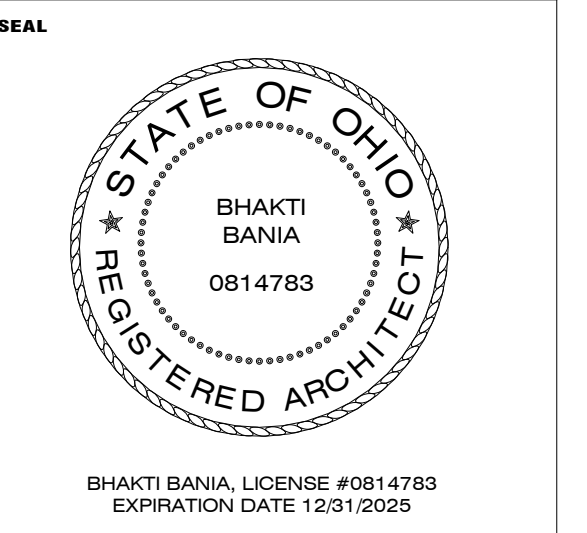 SEAL
STATE OF OHIO
BHAKTI
BANIA
0814783
REGISTERED ARCHITECT
BHAKTI BANIA, LICENSE #0814783
EXPIRATION DATE 12/31/2025